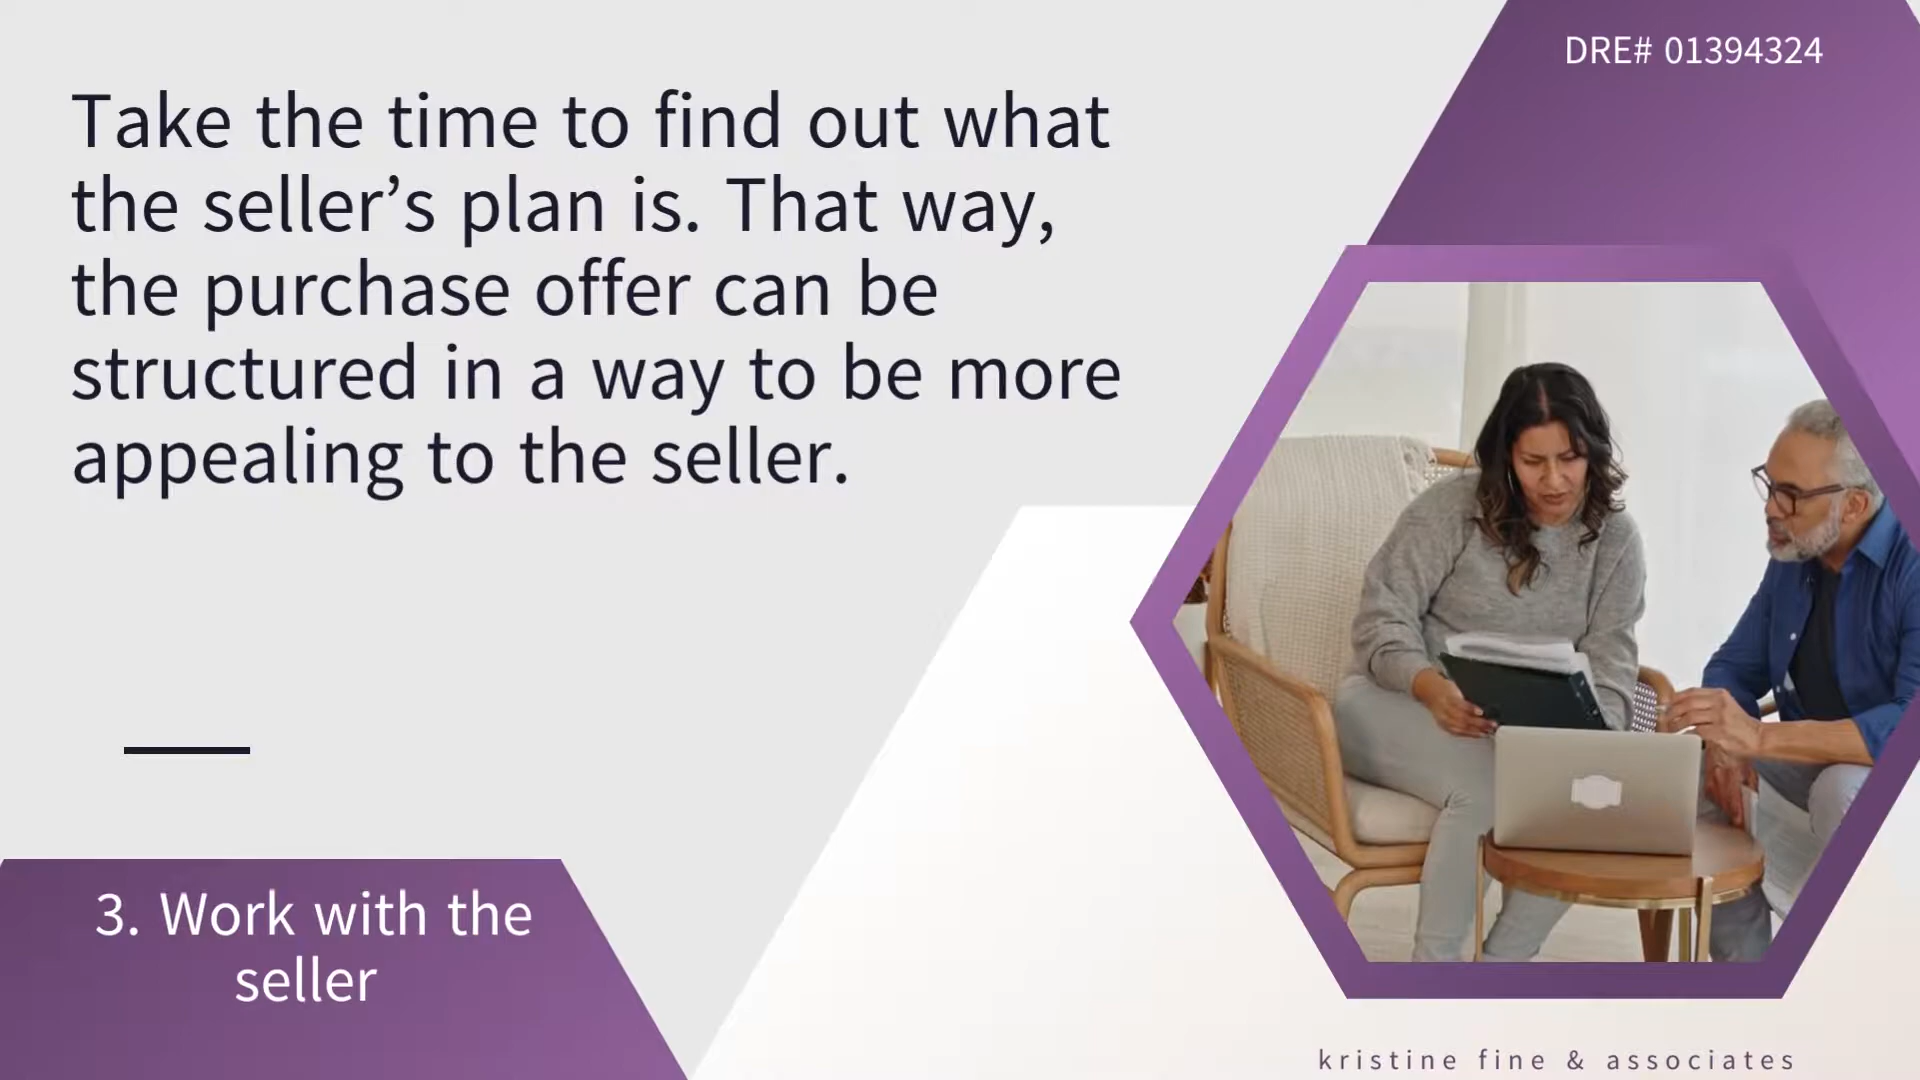 DRE# 01394324
Take the time to find out what
the seller’s plan is. That way,
the purchase offer can be
structured in a way to be more
appealing to the seller.
3. Work with the
seller
kristine fine & associates